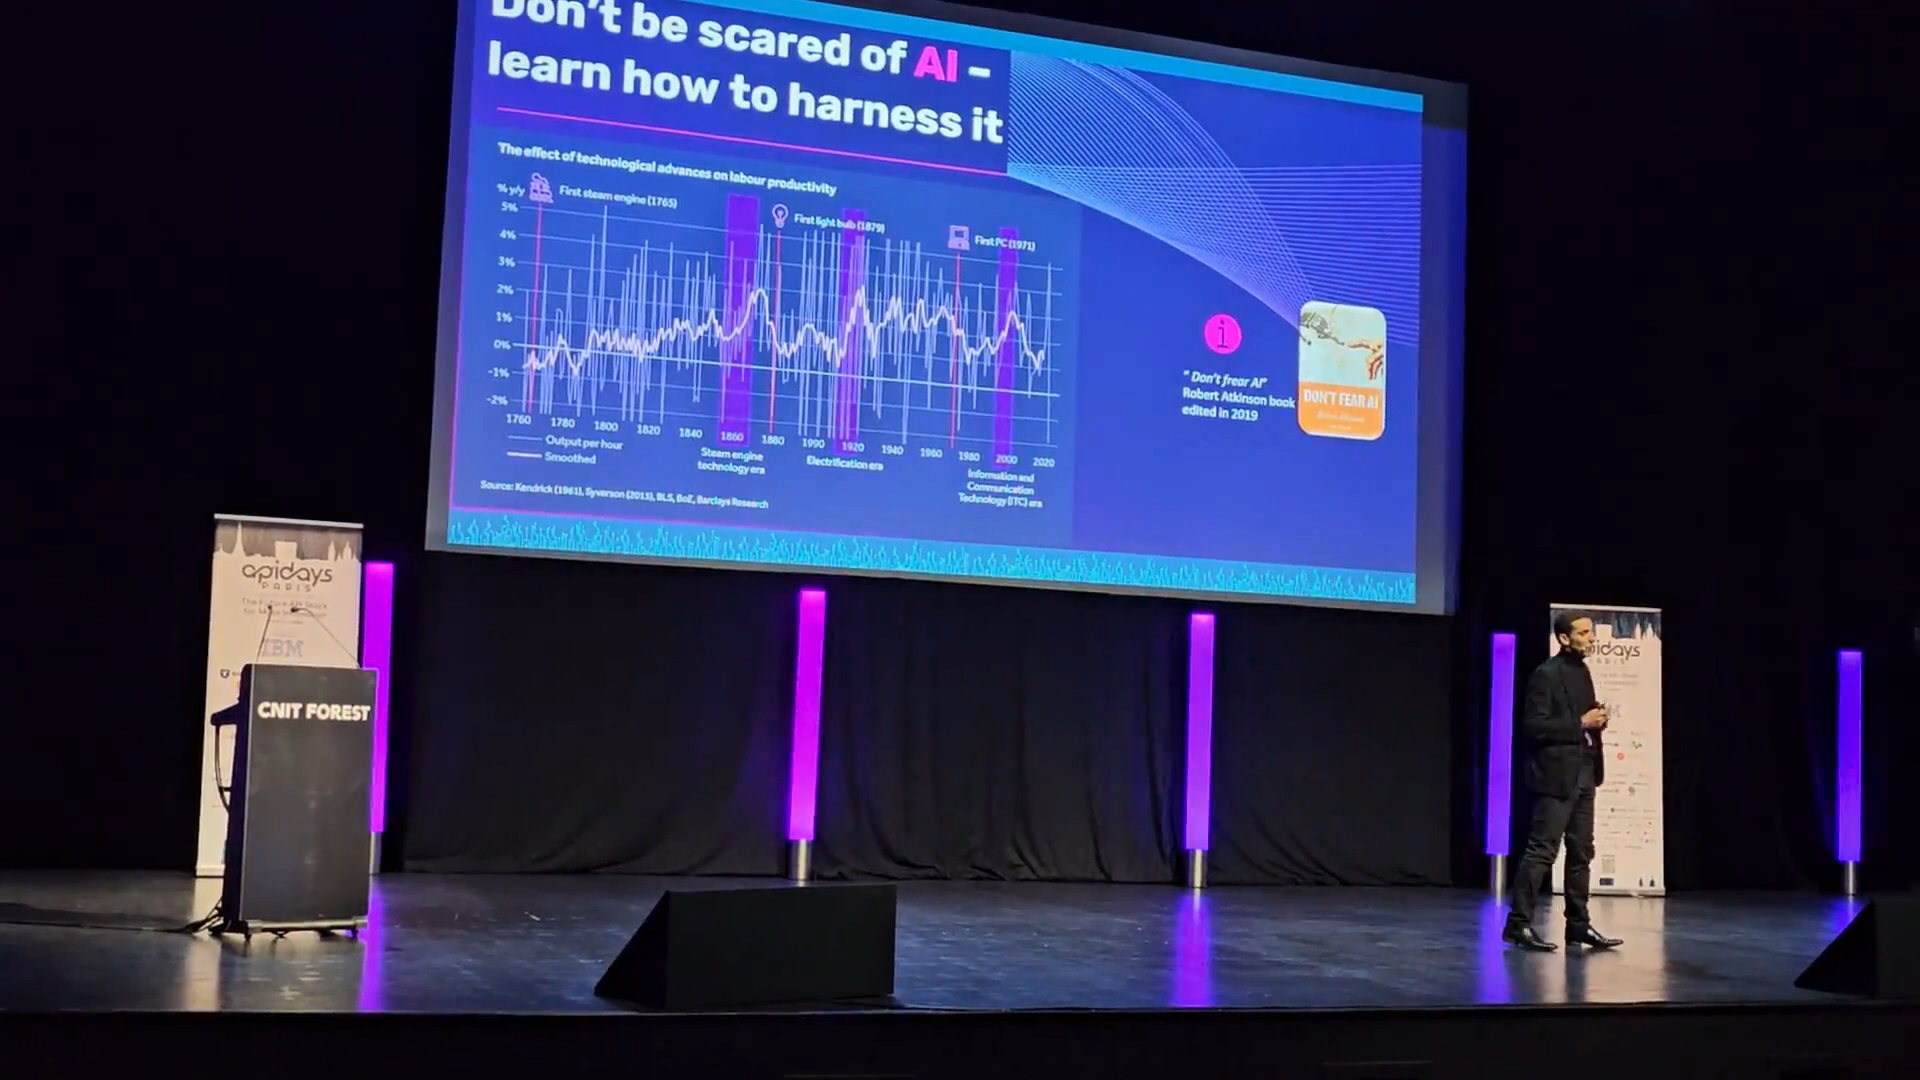 Don't be scared of AI –
learn how to harness it
The effect of technological advances on labour productivity
% y/y
First steam engine (1765)
First light bulb (1879)
First PC (1971)
5%
4%
3%
2%
1%
0%
-1%
-2%
1760 1780 1800 1820 1840 1860 1880 1990 1920 1940 1960 1980 2000 2020
Output per hour
Smoothed
Steam engine
technology era
Electrification era
Information and
Communication
Technology (ITC) era
Source: Kendrick (1961), Syverson (2013), BLS, BoE, Barclays Research
i
" Don't frear AI"
Robert Atkinson book
edited in 2019
DON'T FEAR AI
apidays
PARIS
IBM
CNIT FOREST
idays